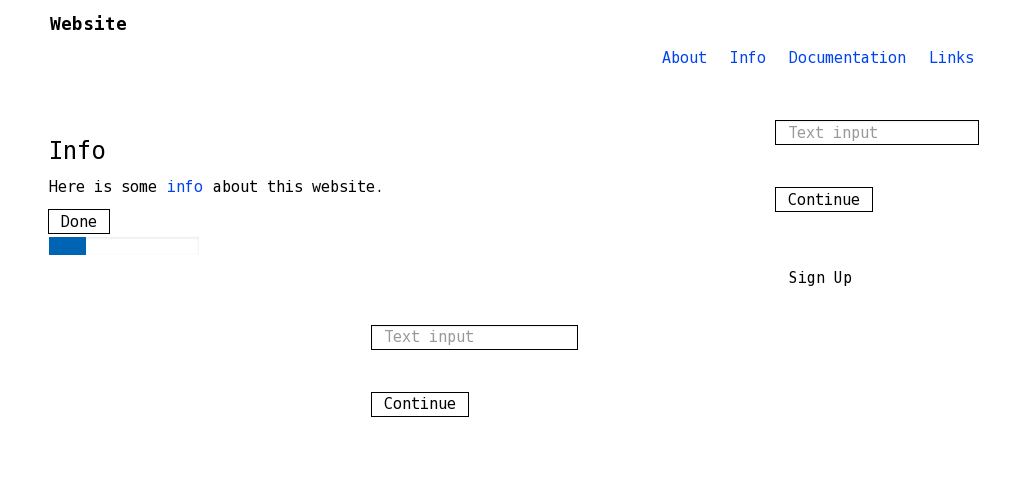 Website
About Info Documentation Links
Text input
Info
Here is some info about this website.
Continue
Done
Sign Up
Text input
Continue